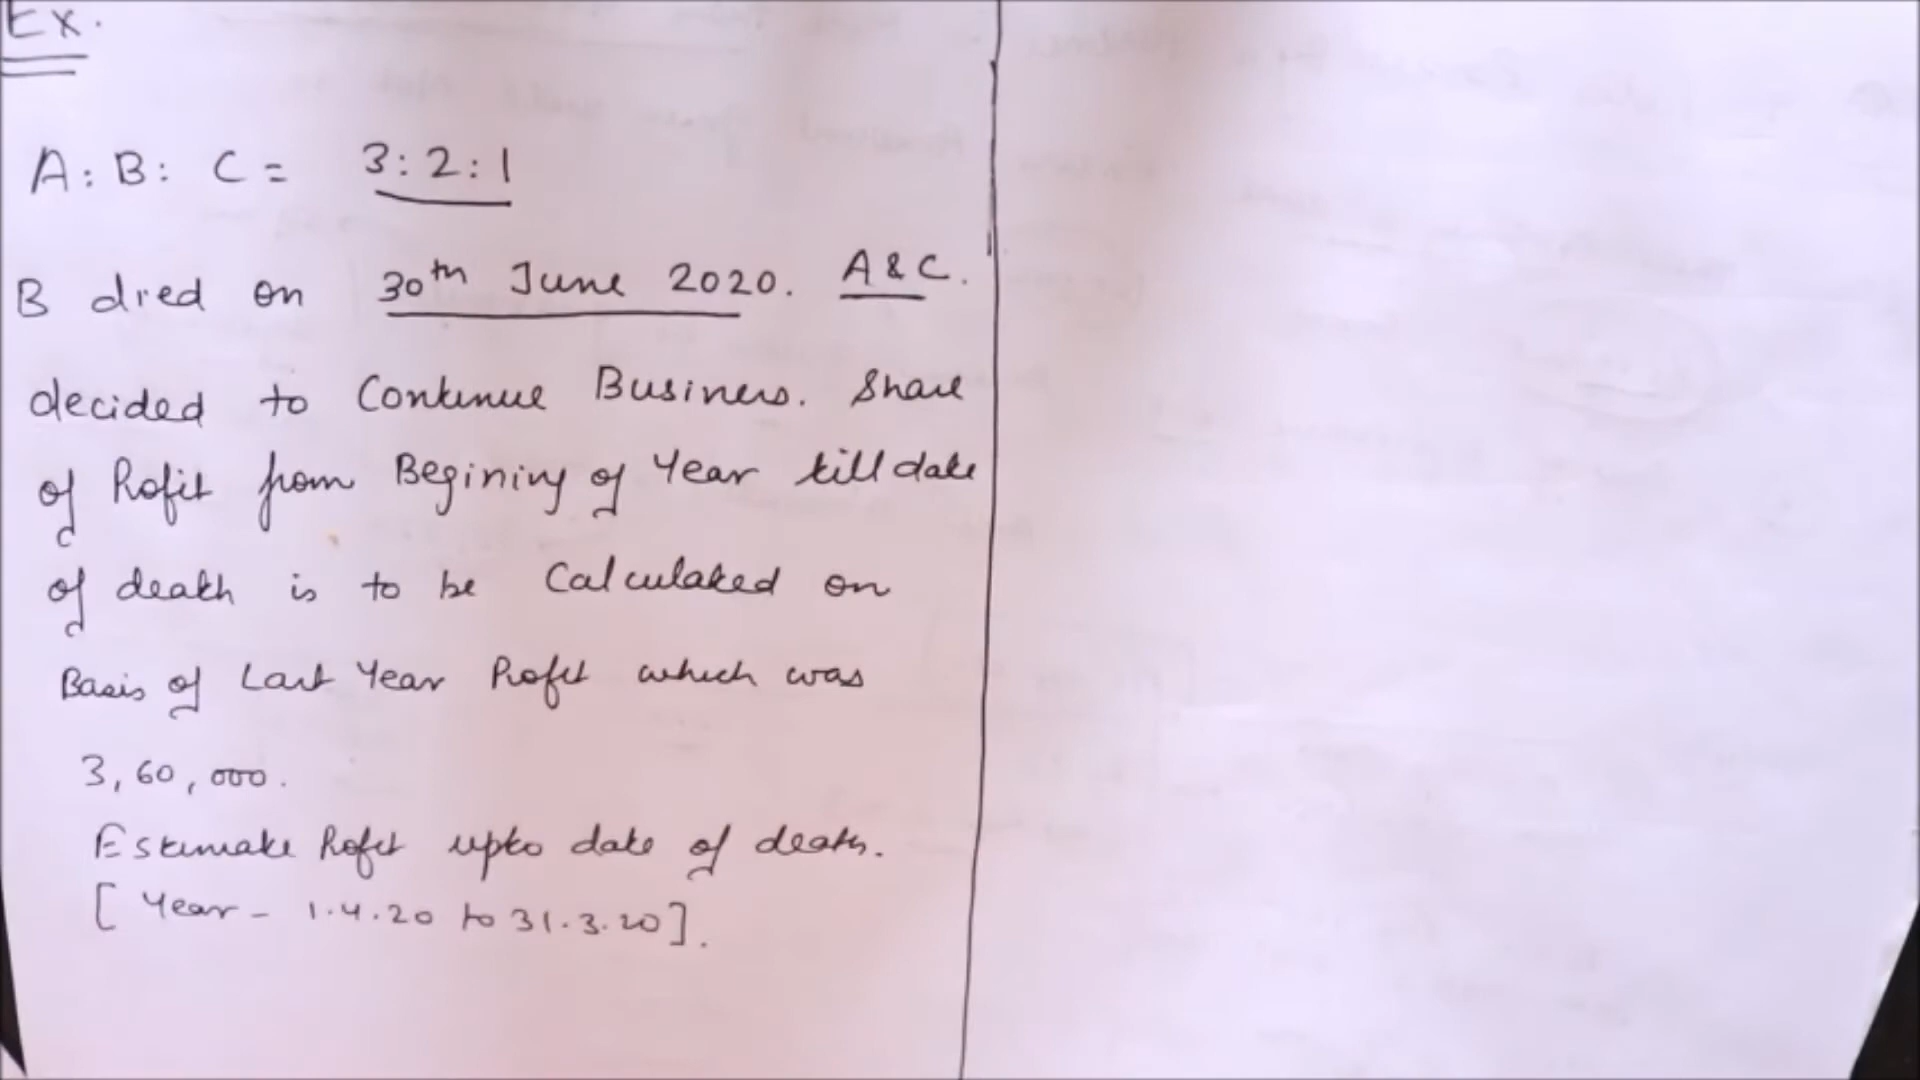 Ex.
A: B: C = 3:2:1
B died on 30th June 2020. A & C.
decided to Continue Business. Share
of Profit from Begining of Year till date
of death is to be Calculated on
Basis of Last Year Profit which was
3,60,000.
Estimate Profit upto date of death.
[ Year - 1.4.20 to 31.3.20].